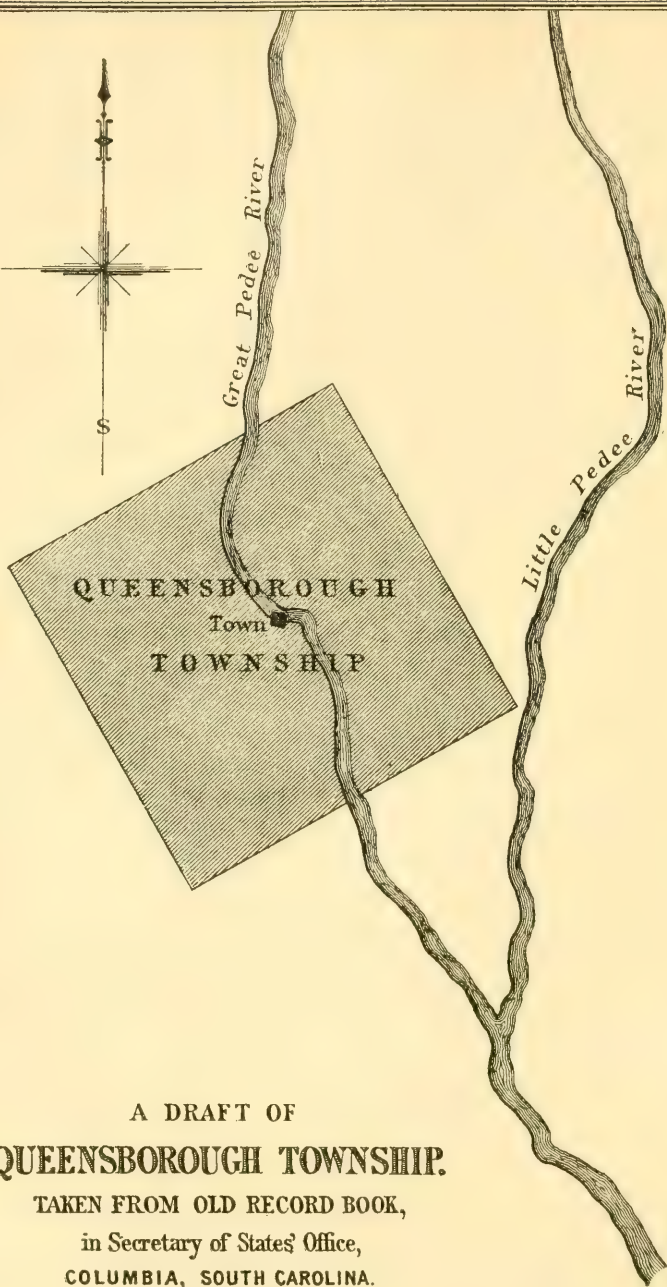 N
Great Pedee River
Little Pedee River
S
QUEENSBOROUGH
Town
TOWNSHIP
A DRAFT OF
QUEENSBOROUGH TOWNSHIP.
TAKEN FROM OLD RECORD BOOK,
in Secretary of States' Office,
COLUMBIA, SOUTH CAROLINA.